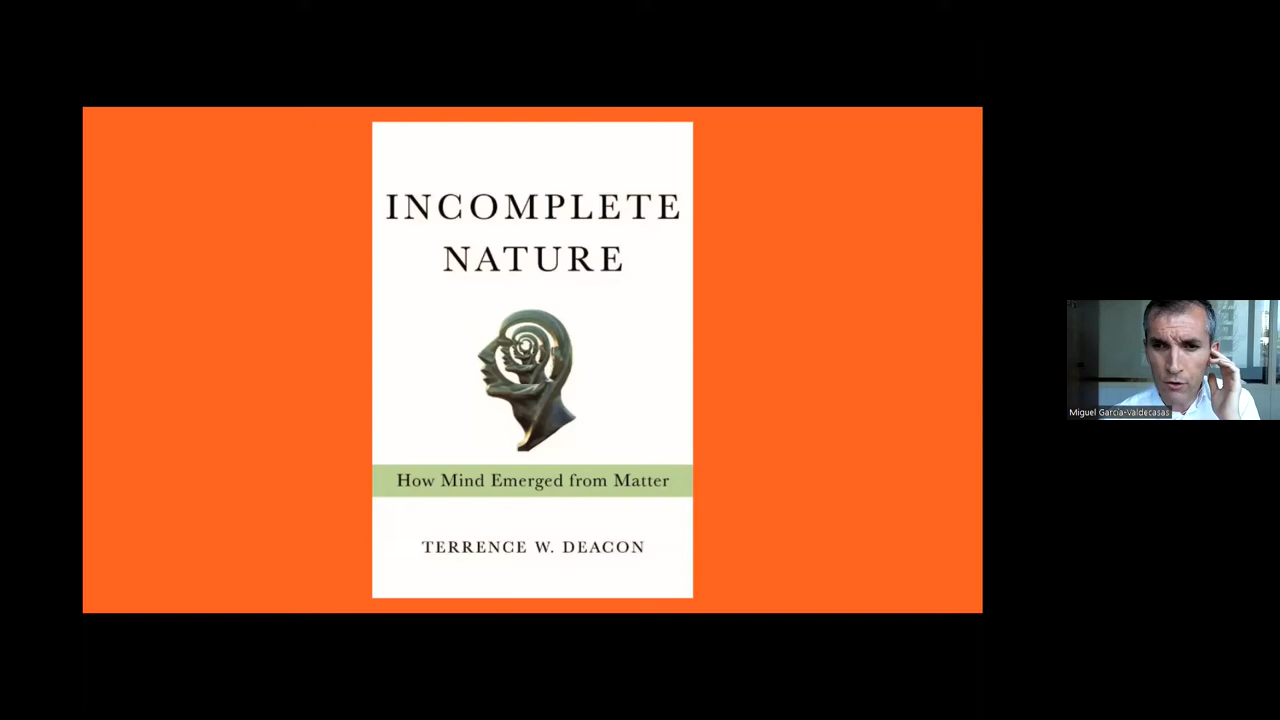 INCOMPLETE
NATURE
How Mind Emerged from Matter
TERRENCE W. DEACON
Miguel García-Valdecasas